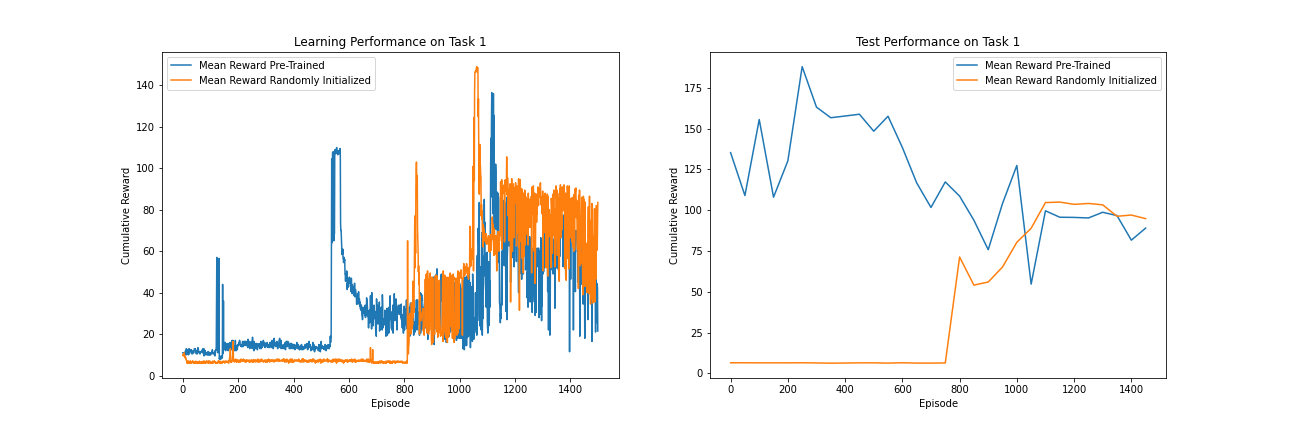 Learning Performance on Task 1
Mean Reward Pre-Trained
Mean Reward Randomly Initialized
Cumulative Reward
140
120
100
80
60
40
20
0
0 200 400 600 800 1000 1200 1400
Episode
Test Performance on Task 1
Mean Reward Pre-Trained
Mean Reward Randomly Initialized
Cumulative Reward
175
150
125
100
75
50
25
0
0 200 400 600 800 1000 1200 1400
Episode